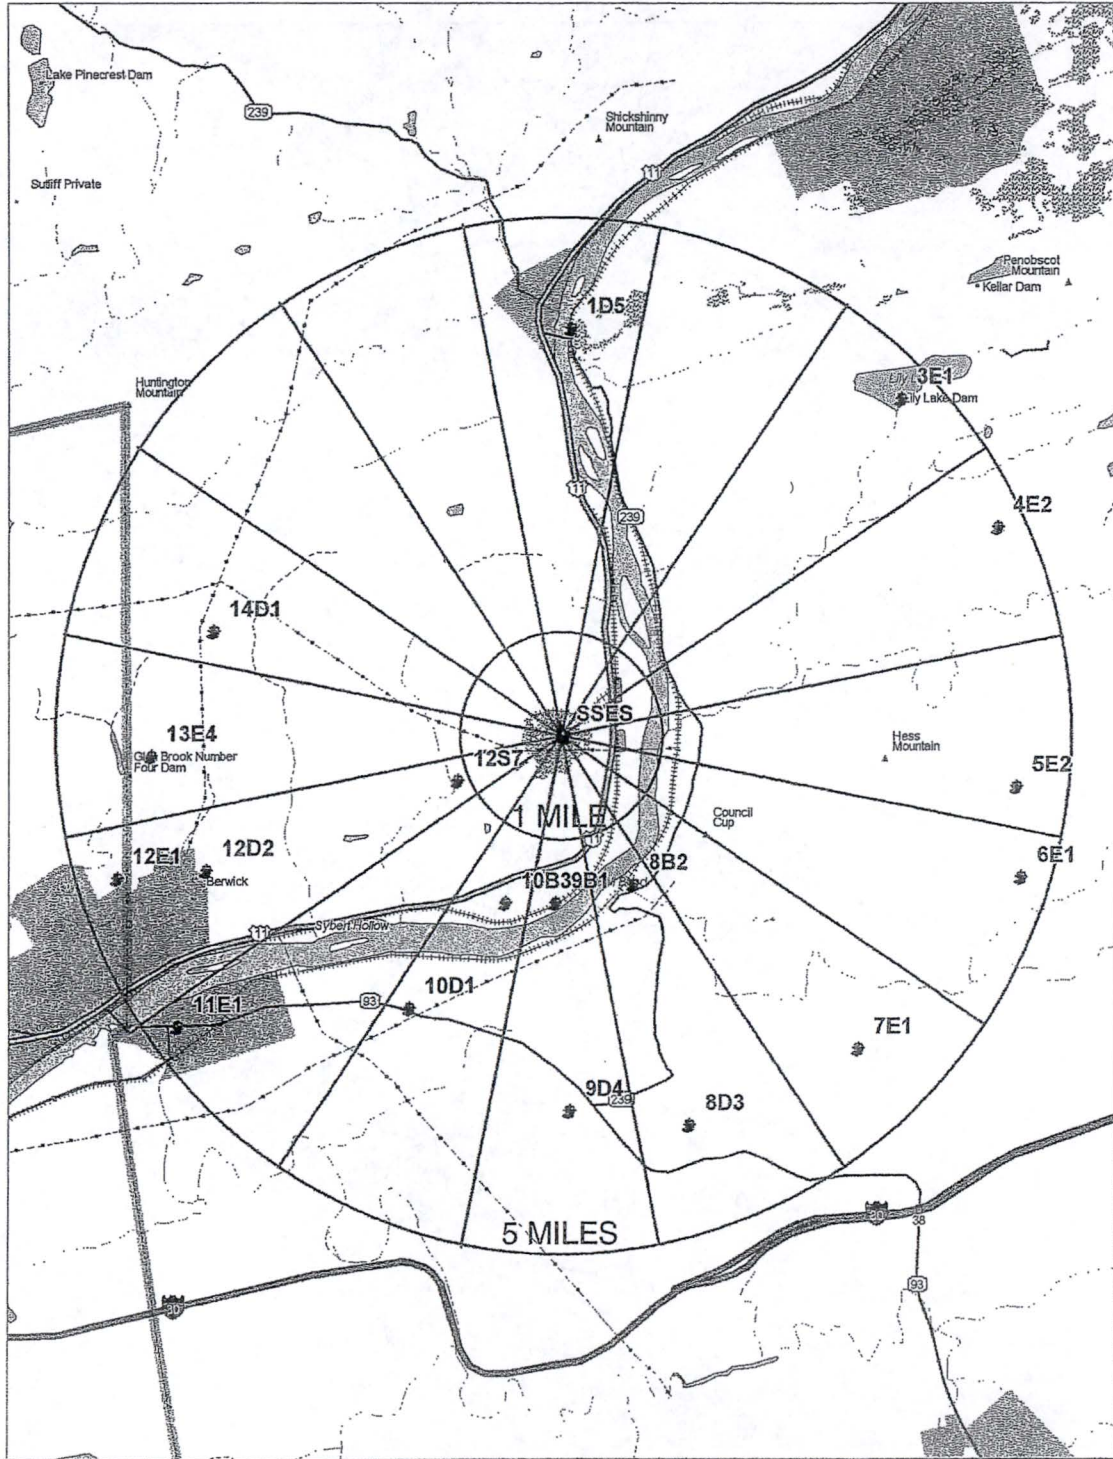 Lake Pinecrest Dam
239
Shickshinny
Mountain
11
Sutliff Private
Penobscot
Mountain
Kellar Dam
1D5
Huntington
Mountain
3E1
Lily Lake Dam
11
239
4E2
14D1
SSES
Hess
Mountain
13E4
Brook Number
Four Dam
12S7
5E2
1 MILE
Council
Cup
11
12E1
12D2
8B2
6E1
Berwick
10B3
9B1
11
Sybert Hollow
93
10D1
11E1
7E1
9D4
239
8D3
5 MILES
80
38
93
80